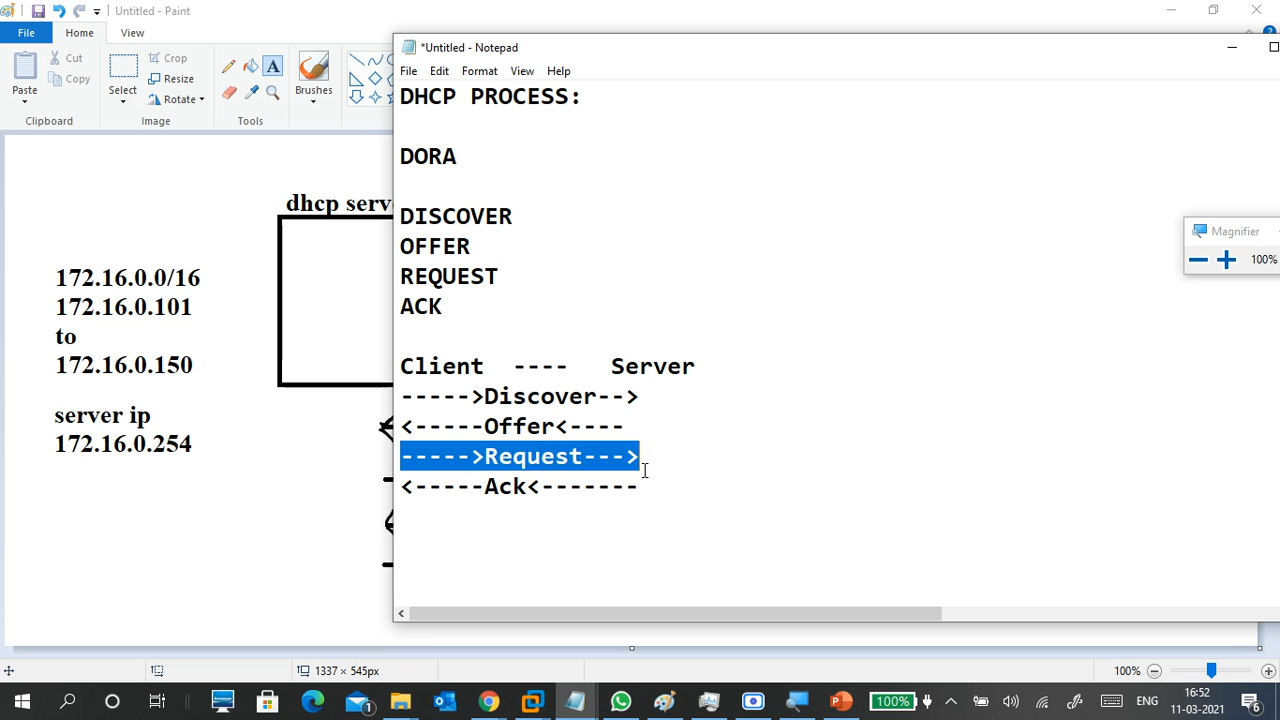 Untitled - Paint
File
Home
View
Paste
Cut
Copy
Clipboard
Select
Crop
Resize
Rotate
Image
A
Tools
Brushes
dhcp serv
172.16.0.0/16
172.16.0.101
to
172.16.0.150
server ip
172.16.0.254
*Untitled - Notepad
File Edit Format View Help
DHCP PROCESS:
DORA
DISCOVER
OFFER
REQUEST
ACK
Client ---- Server
----->Discover-->
<-----Offer<----
----->Request--->
<-----Ack<-------
Magnifier
100%
1337 × 545px
100%
1
100%
ENG
16:52
11-03-2021
6